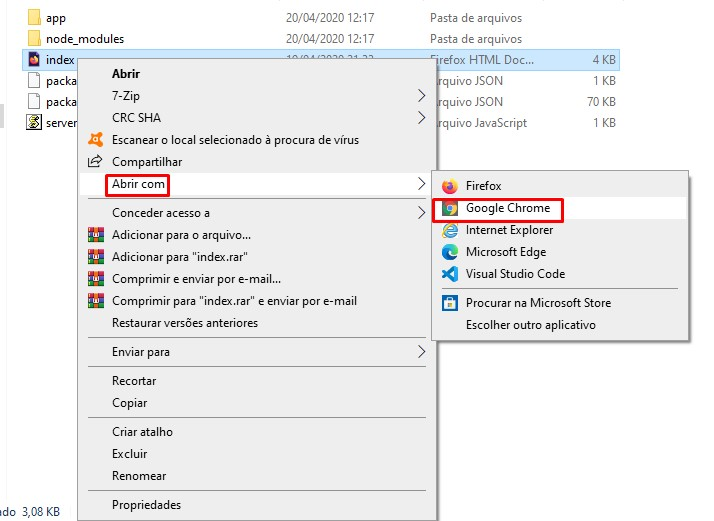 app 20/04/2020 12:17 Pasta de arquivos
node_modules 20/04/2020 12:17 Pasta de arquivos
index Firefox HTML Doc... 4 KB
packa Arquivo JSON 1 KB
packa Arquivo JSON 70 KB
server Arquivo JavaScript 1 KB
Abrir
7-Zip
CRC SHA
Escanear o local selecionado à procura de vírus
Compartilhar
Abrir com
Conceder acesso a
Adicionar para o arquivo...
Adicionar para "index.rar"
Comprimir e enviar por e-mail...
Comprimir para "index.rar" e enviar por e-mail
Restaurar versões anteriores
Enviar para
Recortar
Copiar
Criar atalho
Excluir
Renomear
Propriedades
Firefox
Google Chrome
Internet Explorer
Microsoft Edge
Visual Studio Code
Procurar na Microsoft Store
Escolher outro aplicativo
ado 3,08 KB